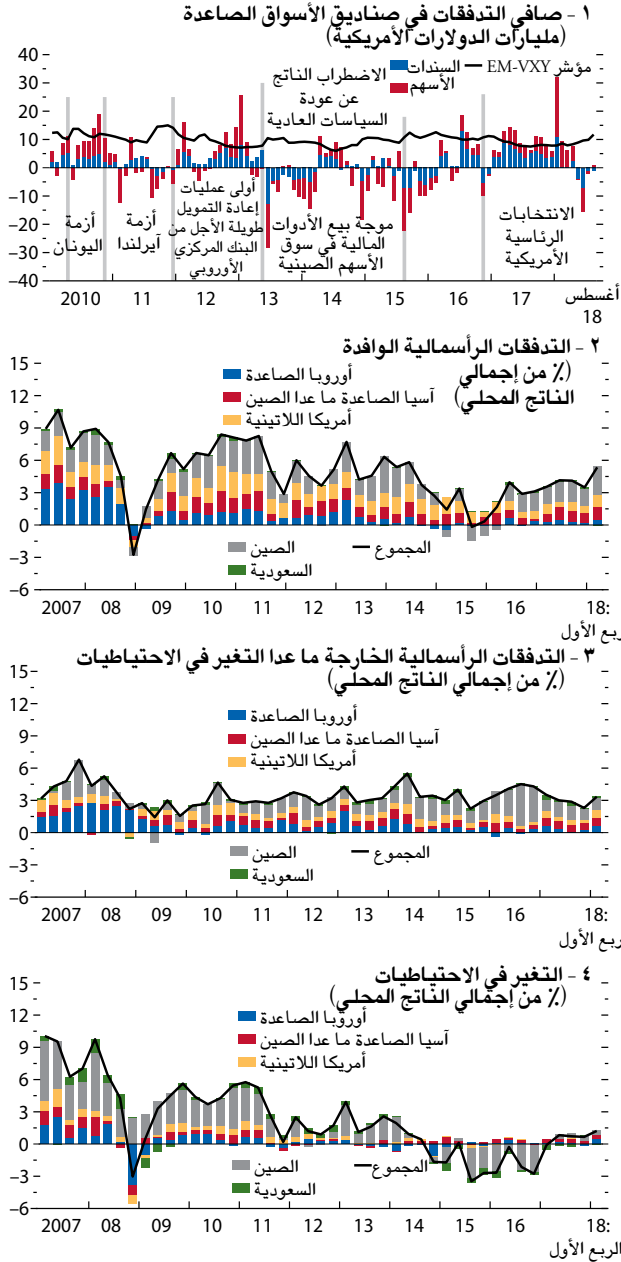 ١ - صافي التدفقات في صناديق الأسواق الصاعدة
(مليارات الدولارات الأمريكية)
السندات
الأسهم
مؤشر EM-VXY
الاضطراب الناتج
عن عودة
السياسات العادية
أزمة
اليونان
أزمة
آيرلندا
أولى عمليات
إعادة التمويل
طويلة الأجل من
البنك المركزي
الأوروبي
موجة بيع الأدوات
المالية في سوق
الأسهم الصينية
الانتخابات
الرئاسية
الأمريكية
40
30
20
10
0
−10
−20
−30
−40
2010 11 12 13 14 15 16 17 أغسطس
18
٢ - التدفقات الرأسمالية الوافدة
(٪ من إجمالي
الناتج المحلي)
أوروبا الصاعدة
آسيا الصاعدة ما عدا الصين
أمريكا اللاتينية
الصين
المجموع
السعودية
15
12
9
6
3
0
−3
−6
2007 08 09 10 11 12 13 14 15 16 18:
ربع الأول
٣ - التدفقات الرأسمالية الخارجة ما عدا التغير في الاحتياطيات
(٪ من إجمالي الناتج المحلي)
أوروبا الصاعدة
آسيا الصاعدة ما عدا الصين
أمريكا اللاتينية
الصين
المجموع
السعودية
15
12
9
6
3
0
−3
−6
2007 08 09 10 11 12 13 14 15 16 18:
ربع الأول
٤ - التغير في الاحتياطيات
(٪ من إجمالي الناتج المحلي)
أوروبا الصاعدة
آسيا الصاعدة ما عدا الصين
أمريكا اللاتينية
الصين
المجموع
السعودية
15
12
9
6
3
0
−3
−6
2007 08 09 10 11 12 13 14 15 16 18:
الربع الأول